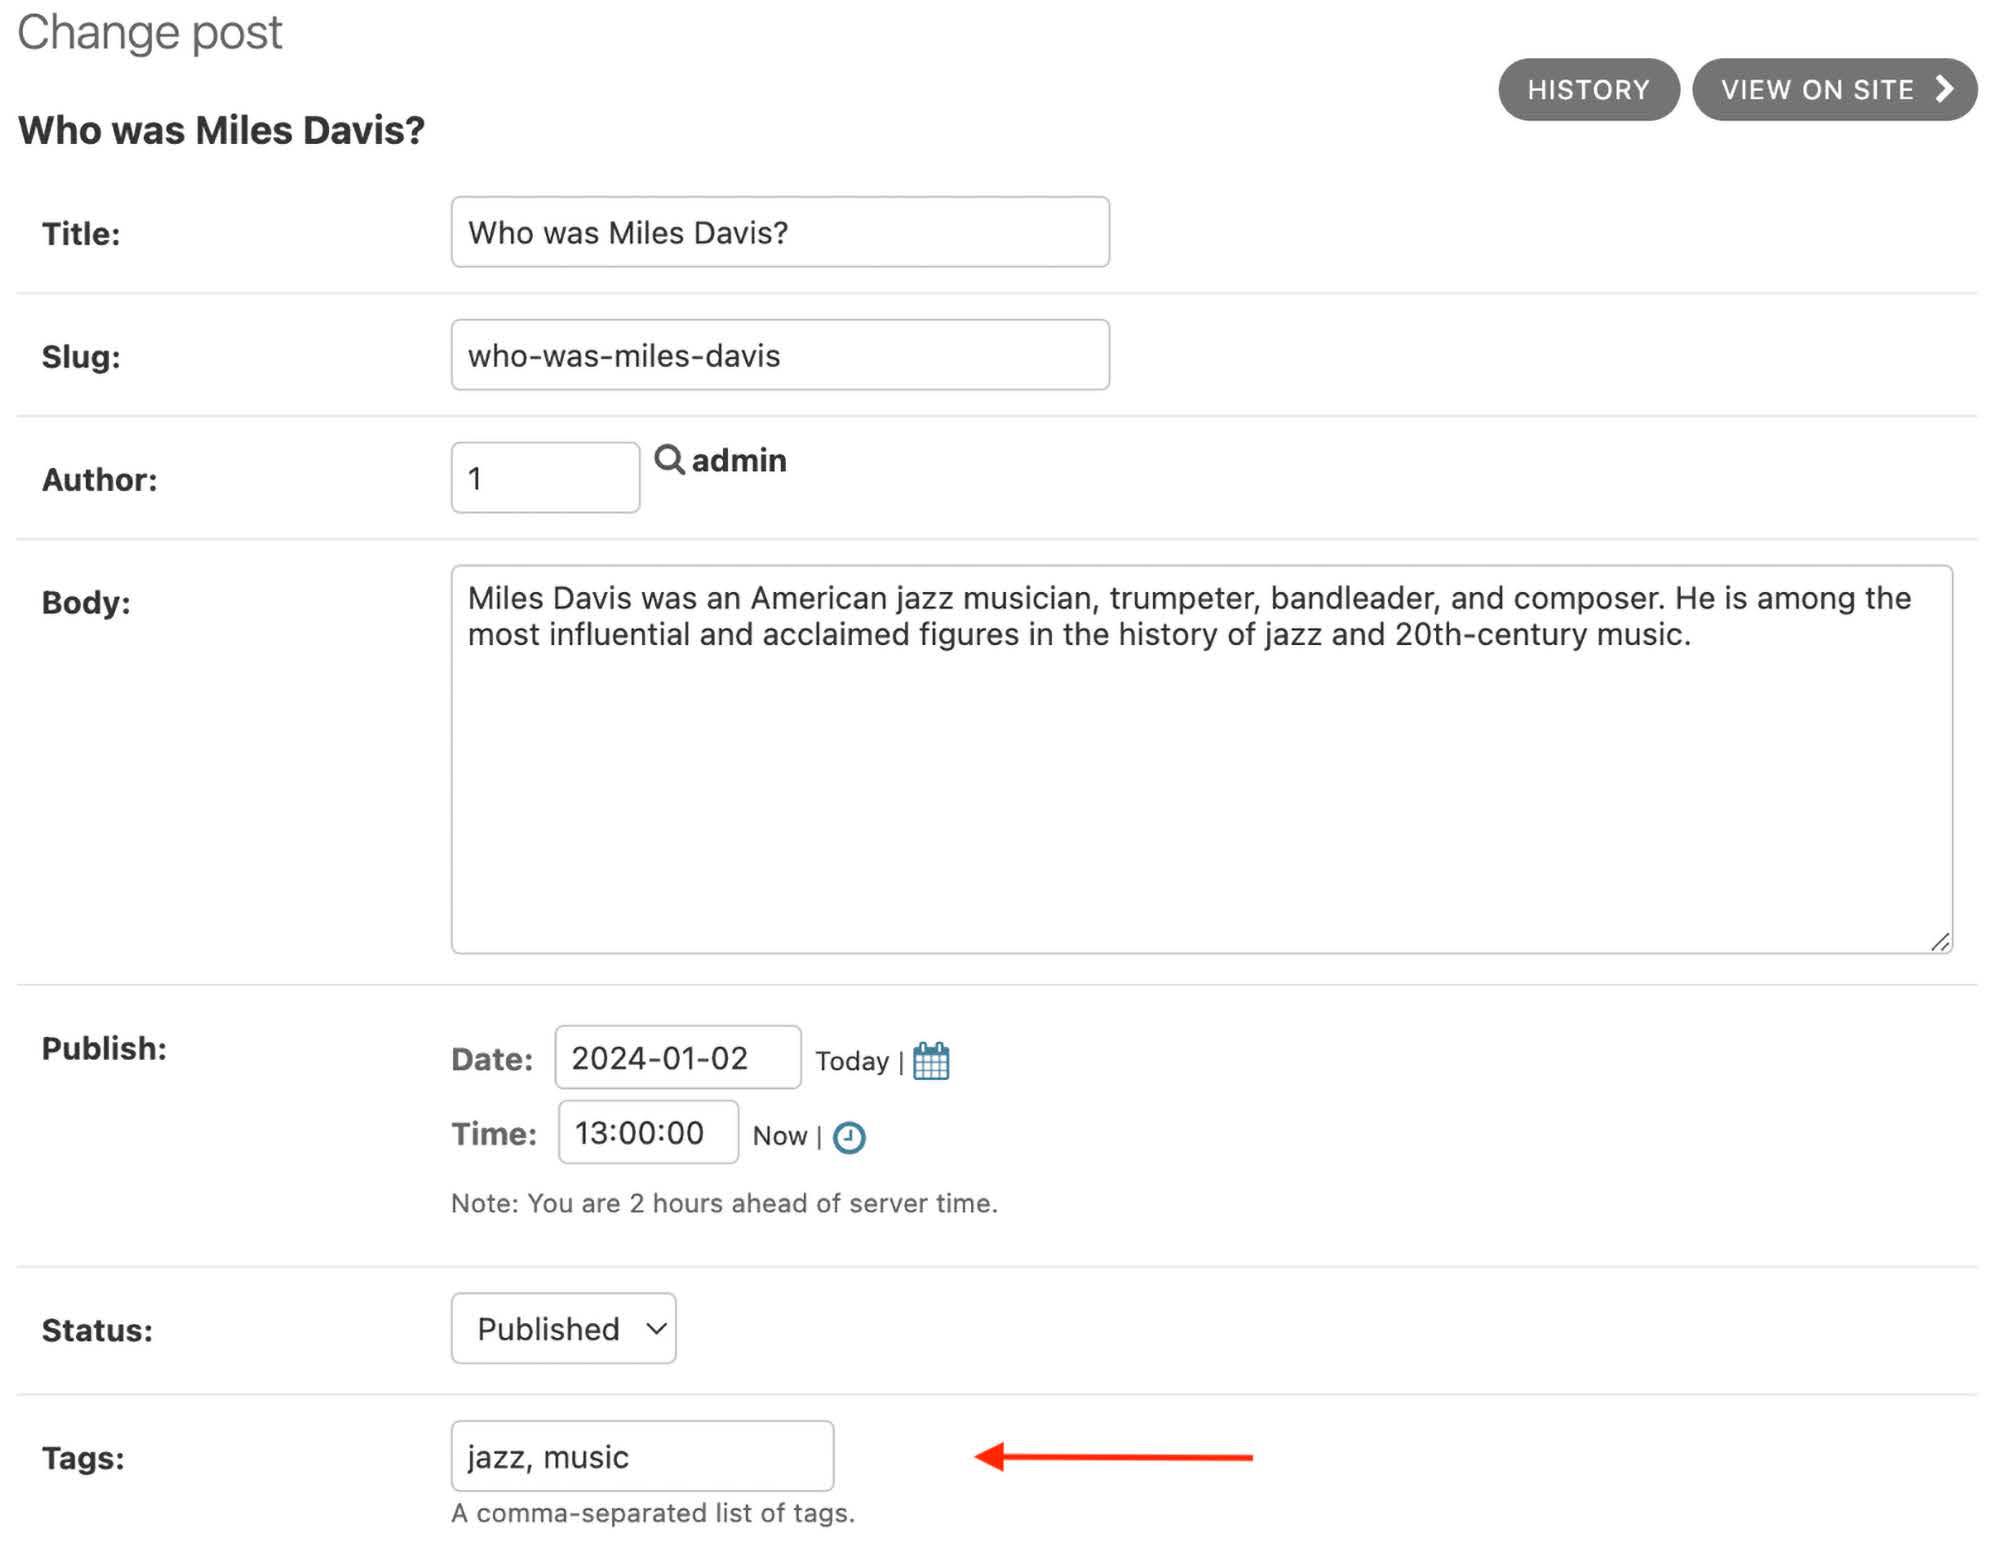 Change post
HISTORY
VIEW ON SITE
Who was Miles Davis?
Title:
Who was Miles Davis?
Slug:
who-was-miles-davis
Author:
1
admin
Body:
Miles Davis was an American jazz musician, trumpeter, bandleader, and composer. He is among the
most influential and acclaimed figures in the history of jazz and 20th-century music.
Publish:
Date: 2024-01-02 Today |
Time: 13:00:00 Now |
Note: You are 2 hours ahead of server time.
Status:
Published
Tags:
jazz, music
A comma-separated list of tags.